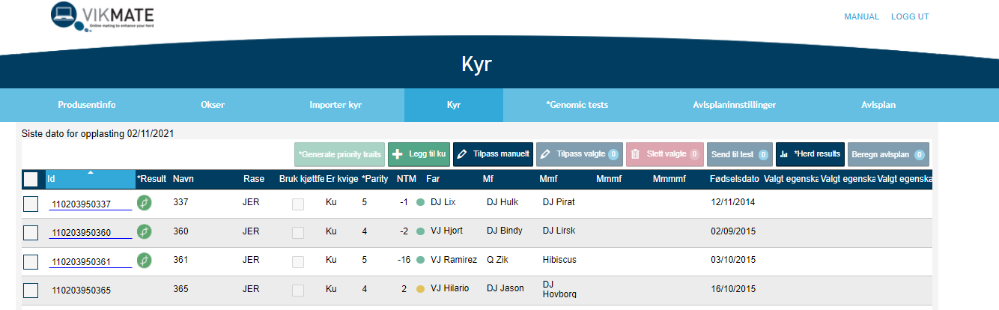 VIKMATE
Online mating to enhance your herd
MANUAL LOGG UT
Kyr
Produsentinfo Okser Importer kyr Kyr *Genomic tests Avlsplaninnstillinger Avlsplan
Siste dato for opplasting 02/11/2021
*Generate priority traits Legg til ku Tilpass manuelt Tilpass valgte 0 Slett valgte 0 Send til test 0 *Herd results Beregn avlsplan 0
Id *Result Navn Rase Bruk kjøttfe Er kvige *Parity NTM Far Mf Mmf Mmmf Mmmmf Fødselsdato Valgt egenska Valgt egenska Valgt egenska
110203950337 337 JER Ku 5 -1 DJ Lix DJ Hulk DJ Pirat 12/11/2014
110203950360 360 JER Ku 4 -2 VJ Hjort DJ Bindy DJ Lirsk 02/09/2015
110203950361 361 JER Ku 5 -16 VJ Ramirez Q Zik Hibiscus 03/10/2015
110203950365 365 JER Ku 4 2 VJ Hilario DJ Jason DJ 16/10/2015
Hovborg